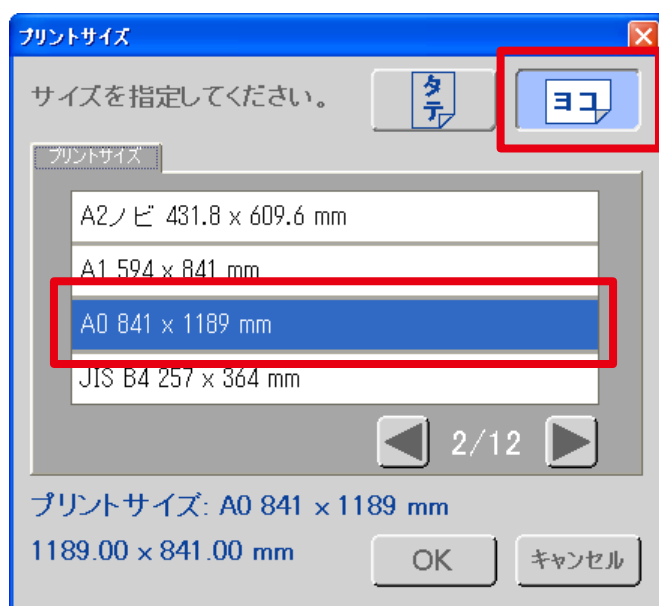 プリントサイズ
サイズを指定してください。
タテ
ヨコ
プリントサイズ
A2ノビ 431.8 x 609.6 mm
A1 594 x 841 mm
A0 841 x 1189 mm
JIS B4 257 x 364 mm
2/12
プリントサイズ: A0 841 x 1189 mm
1189.00 x 841.00 mm
OK
キャンセル